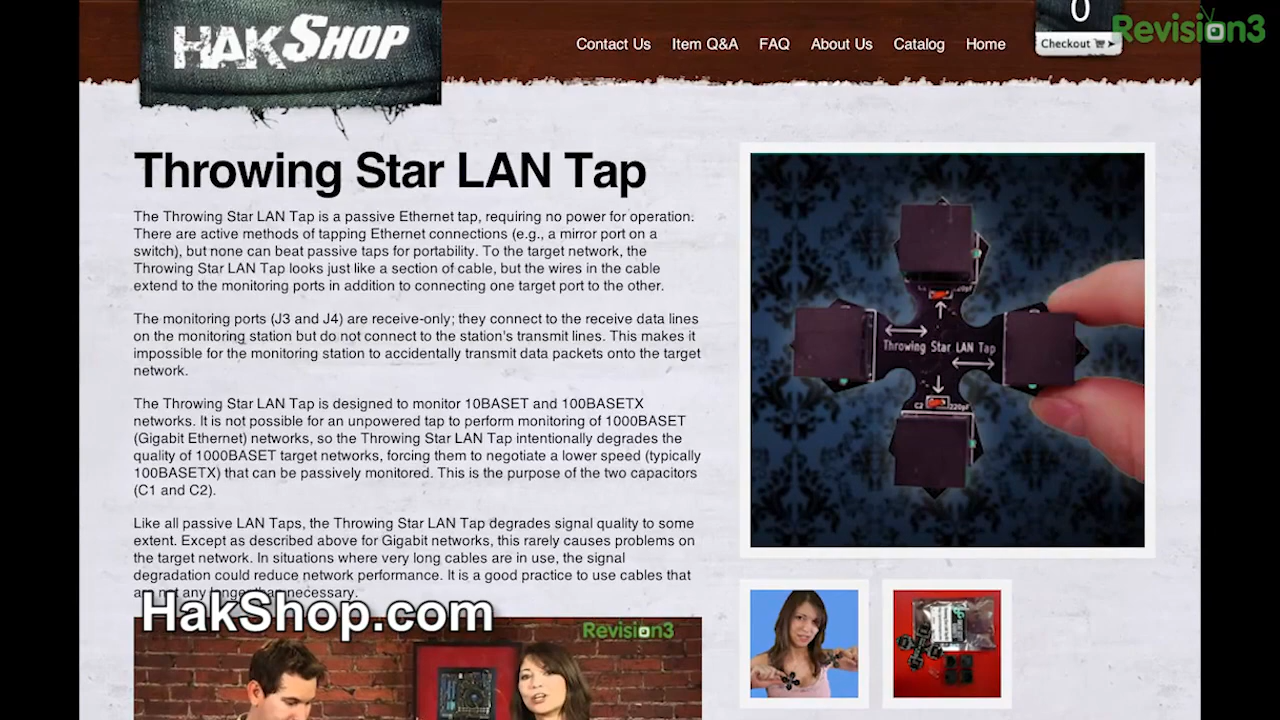 HAK SHOP
Contact Us Item Q&A FAQ About Us Catalog Home
0
Checkout
Revision3
Throwing Star LAN Tap
The Throwing Star LAN Tap is a passive Ethernet tap, requiring no power for operation.
There are active methods of tapping Ethernet connections (e.g., a mirror port on a
switch), but none can beat passive taps for portability. To the target network, the
Throwing Star LAN Tap looks just like a section of cable, but the wires in the cable
extend to the monitoring ports in addition to connecting one target port to the other.
The monitoring ports (J3 and J4) are receive-only; they connect to the receive data lines
on the monitoring station but do not connect to the station's transmit lines. This makes it
impossible for the monitoring station to accidentally transmit data packets onto the target
network.
The Throwing Star LAN Tap is designed to monitor 10BASET and 100BASETX
networks. It is not possible for an unpowered tap to perform monitoring of 1000BASET
(Gigabit Ethernet) networks, so the Throwing Star LAN Tap intentionally degrades the
quality of 1000BASET target networks, forcing them to negotiate a lower speed (typically
100BASETX) that can be passively monitored. This is the purpose of the two capacitors
(C1 and C2).
Like all passive LAN Taps, the Throwing Star LAN Tap degrades signal quality to some
extent. Except as described above for Gigabit networks, this rarely causes problems on
the target network. In situations where very long cables are in use, the signal
degradation could reduce network performance. It is a good practice to use cables that
any longer than necessary.
HakShop.com
Revision3
Throwing Star LAN Tap
C2 220pF